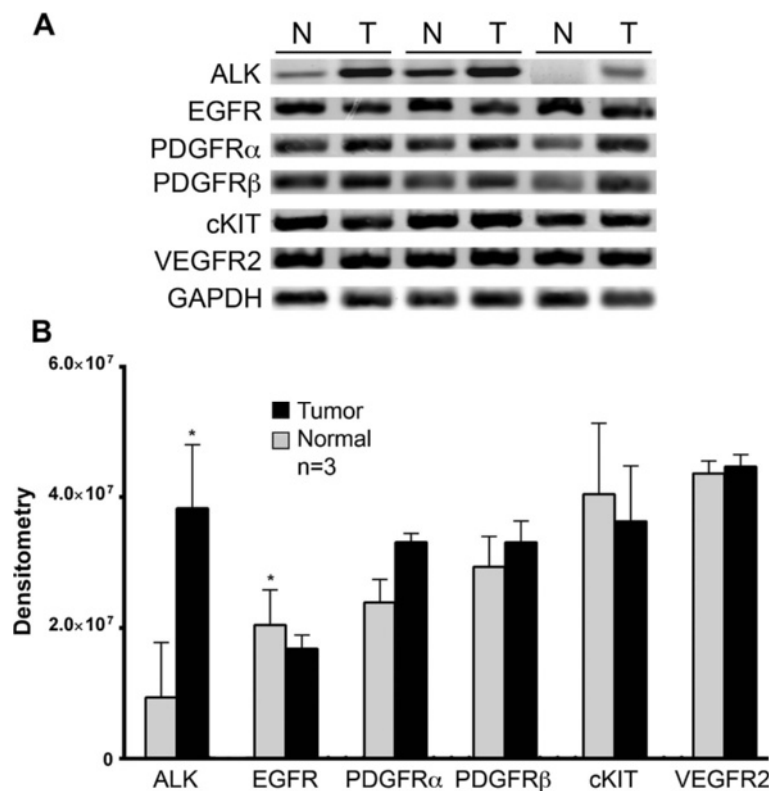 A
N T N T N T
ALK
EGFR
PDGFRα
PDGFRβ
cKIT
VEGFR2
GAPDH
B
6.0×10⁷
4.0×10⁷
2.0×10⁷
0
Densitometry
Tumor
Normal
n=3
*
*
ALK EGFR PDGFRα PDGFRβ cKIT VEGFR2